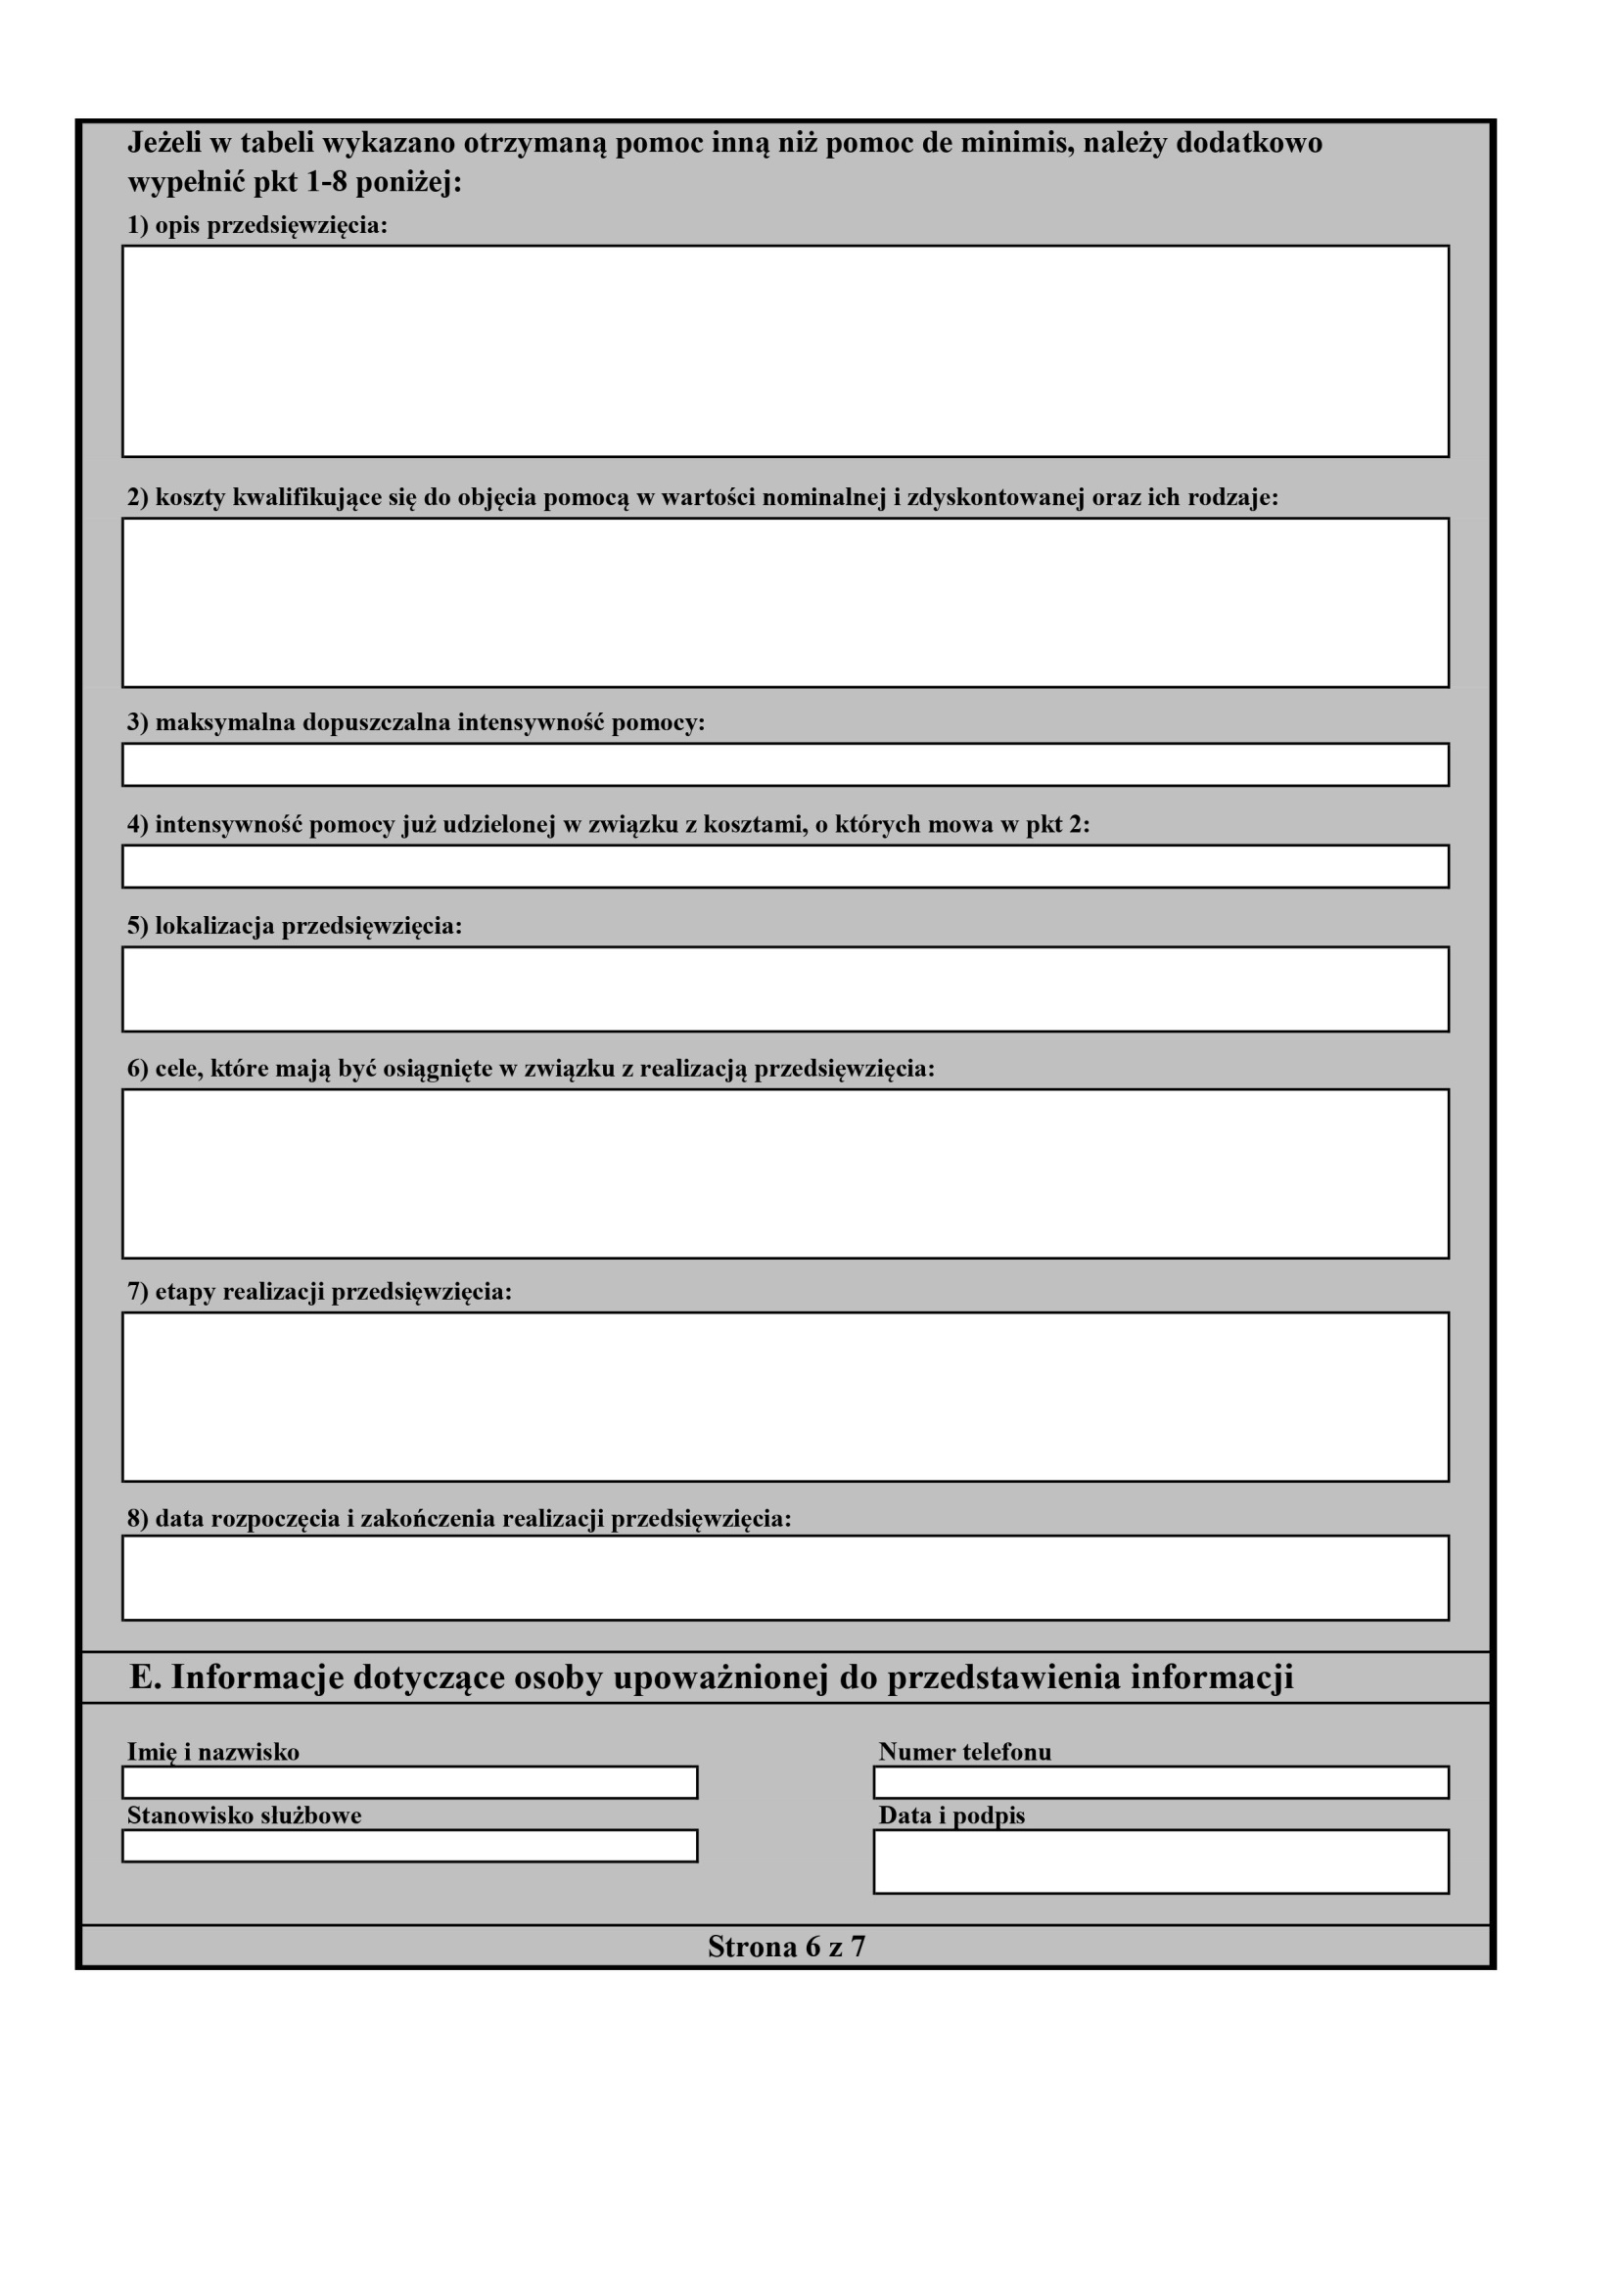 Jeżeli w tabeli wykazano otrzymaną pomoc inną niż pomoc de minimis, należy dodatkowo
wypełnić pkt 1-8 poniżej:
1) opis przedsięwzięcia:
2) koszty kwalifikujące się do objęcia pomocą w wartości nominalnej i zdyskontowanej oraz ich rodzaje:
3) maksymalna dopuszczalna intensywność pomocy:
4) intensywność pomocy już udzielonej w związku z kosztami, o których mowa w pkt 2:
5) lokalizacja przedsięwzięcia:
6) cele, które mają być osiągnięte w związku z realizacją przedsięwzięcia:
7) etapy realizacji przedsięwzięcia:
8) data rozpoczęcia i zakończenia realizacji przedsięwzięcia:
E. Informacje dotyczące osoby upoważnionej do przedstawienia informacji
Imię i nazwisko
Numer telefonu
Stanowisko służbowe
Data i podpis
Strona 6 z 7